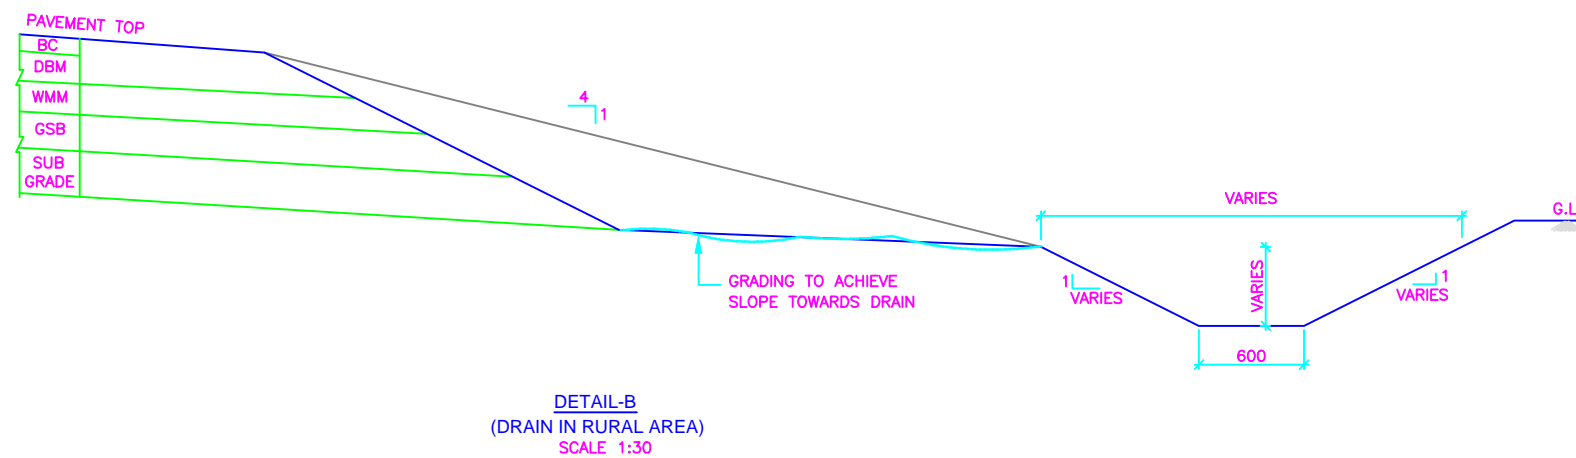 PAVEMENT TOP
BC
DBM
WMM
GSB
SUB
GRADE
4
1
VARIES
G.L
GRADING TO ACHIEVE
SLOPE TOWARDS DRAIN
1
VARIES
VARIES
1
VARIES
600
DETAIL-B
(DRAIN IN RURAL AREA)
SCALE 1:30